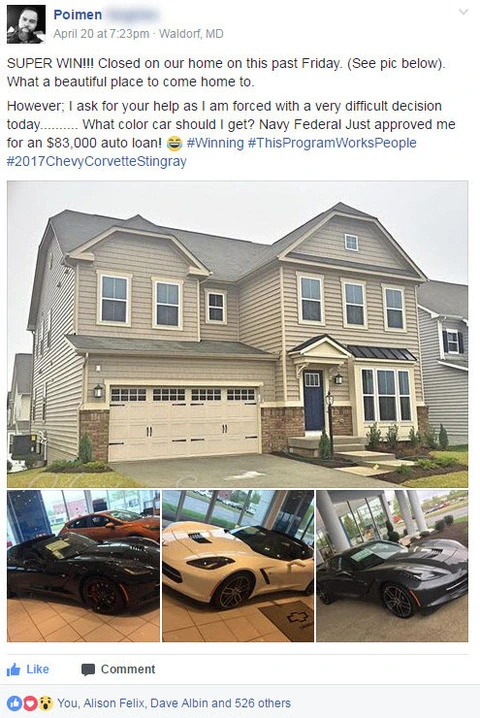 Poimen
April 20 at 7:23pm · Waldorf, MD
SUPER WIN!!! Closed on our home on this past Friday. (See pic below).
What a beautiful place to come home to.
However; I ask for your help as I am forced with a very difficult decision
today.......... What color car should I get? Navy Federal Just approved me
for an $83,000 auto loan! 😂 #Winning #ThisProgramWorksPeople
#2017ChevyCorvetteStingray
Like Comment
You, Alison Felix, Dave Albin and 526 others